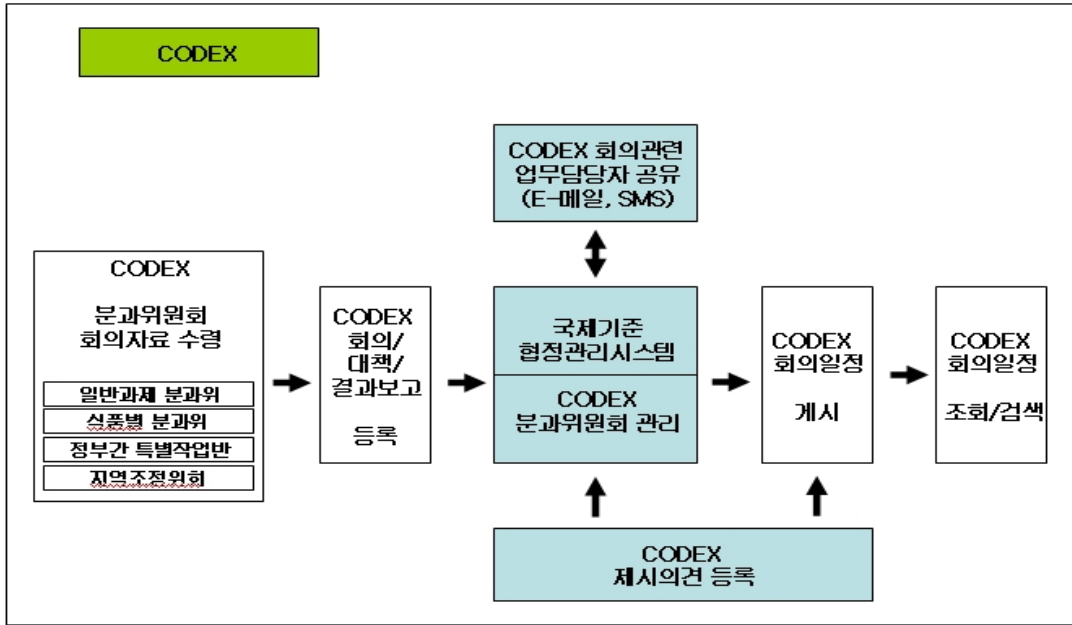 CODEX
CODEX 회의관련
업무담당자 공유
(E-메일, SMS)
CODEX
분과위원회
회의자료 수령
일반과제 분과위
식품별 분과위
정부간 특별작업반
지역조정위회
CODEX
회의/
대책/
결과보고
등록
국제기준
협정관리시스템
CODEX
분과위원회 관리
CODEX
회의일정
게시
CODEX
회의일정
조회/검색
CODEX
제시의견 등록